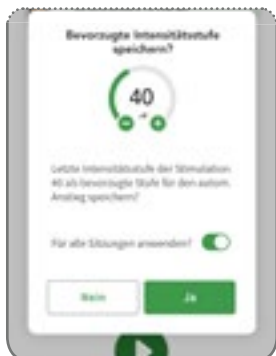 Bevorzugte Intensitätsstufe
speichern?
40
Letzte Intensitätsstufe der Stimulation
40 als bevorzugte Stufe für den autom.
Anstieg speichern?
Für alle Sitzungen anwenden?
Nein
Ja